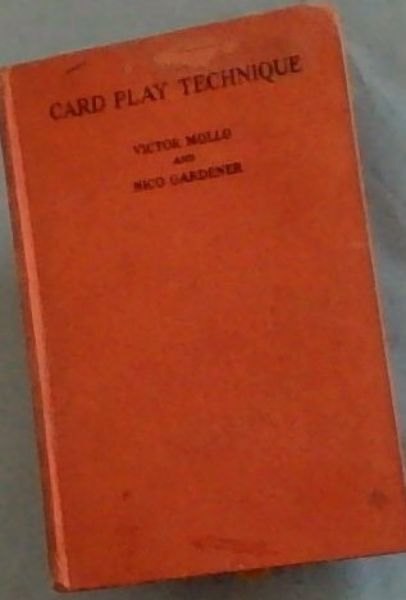 CARD PLAY TECHNIQUE
VICTOR MOLLO
AND
NICO GARDENER